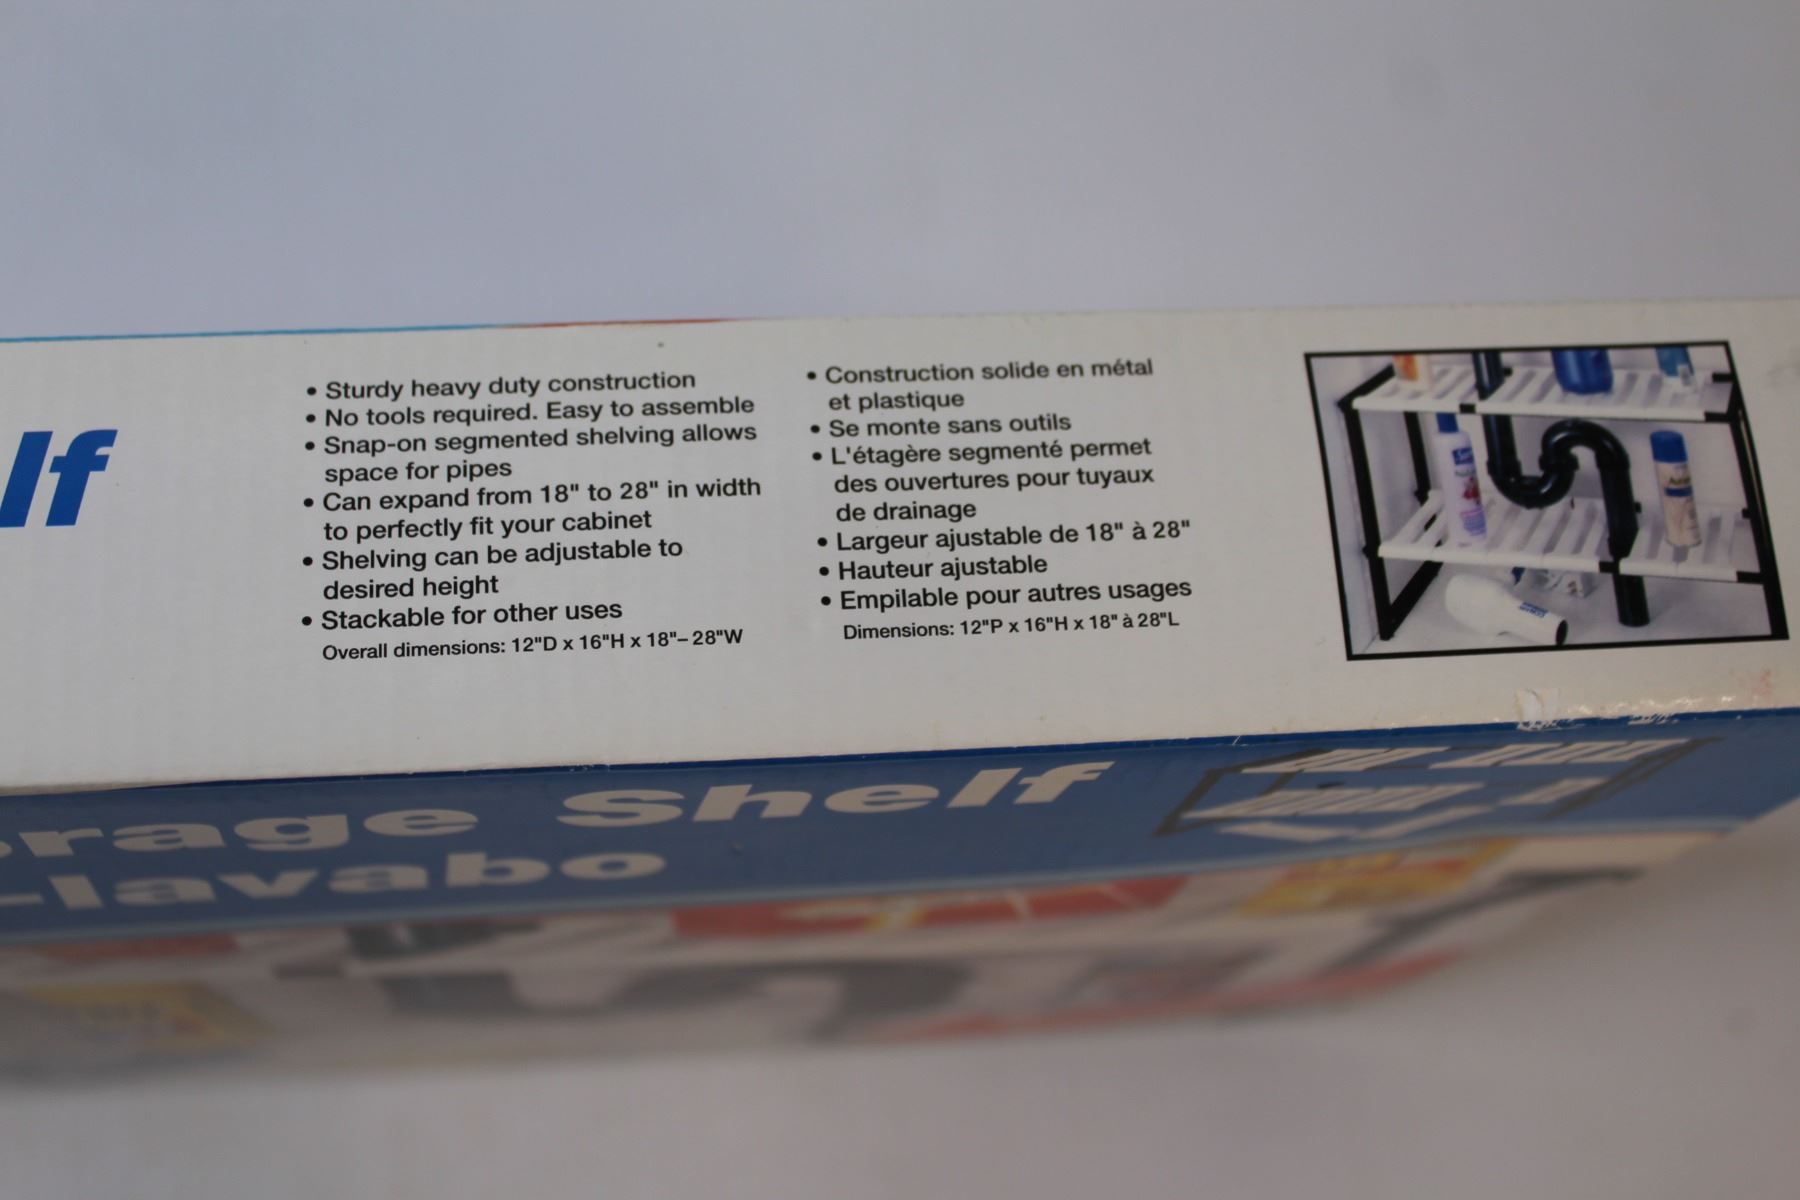 lf
• Sturdy heavy duty construction
• No tools required. Easy to assemble
• Snap-on segmented shelving allows
space for pipes
• Can expand from 18" to 28" in width
to perfectly fit your cabinet
• Shelving can be adjustable to
desired height
• Stackable for other uses
Overall dimensions: 12"D x 16"H x 18"– 28"W
• Construction solide en métal
et plastique
• Se monte sans outils
• L'étagère segmenté permet
des ouvertures pour tuyaux
de drainage
• Largeur ajustable de 18" à 28"
• Hauteur ajustable
• Empilable pour autres usages
Dimensions: 12"P x 16"H x 18" à 28"L
rage Shelf
-lavabo